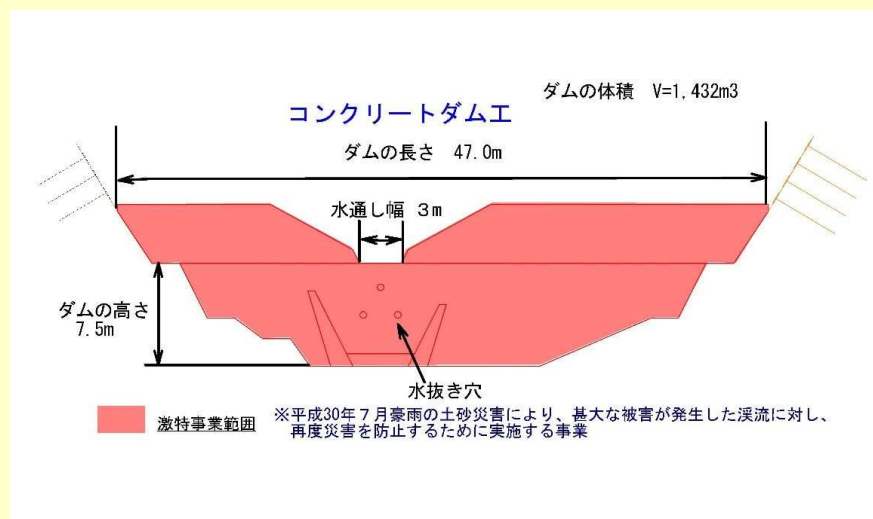 ダムの体積 V=1,432m3
コンクリートダム工
ダムの長さ 47.0m
水通し幅 3m
ダムの高さ
7.5m
水抜き穴
激特事業範囲
※平成30年7月豪雨の土砂災害により、甚大な被害が発生した渓流に対し、
再度災害を防止するために実施する事業